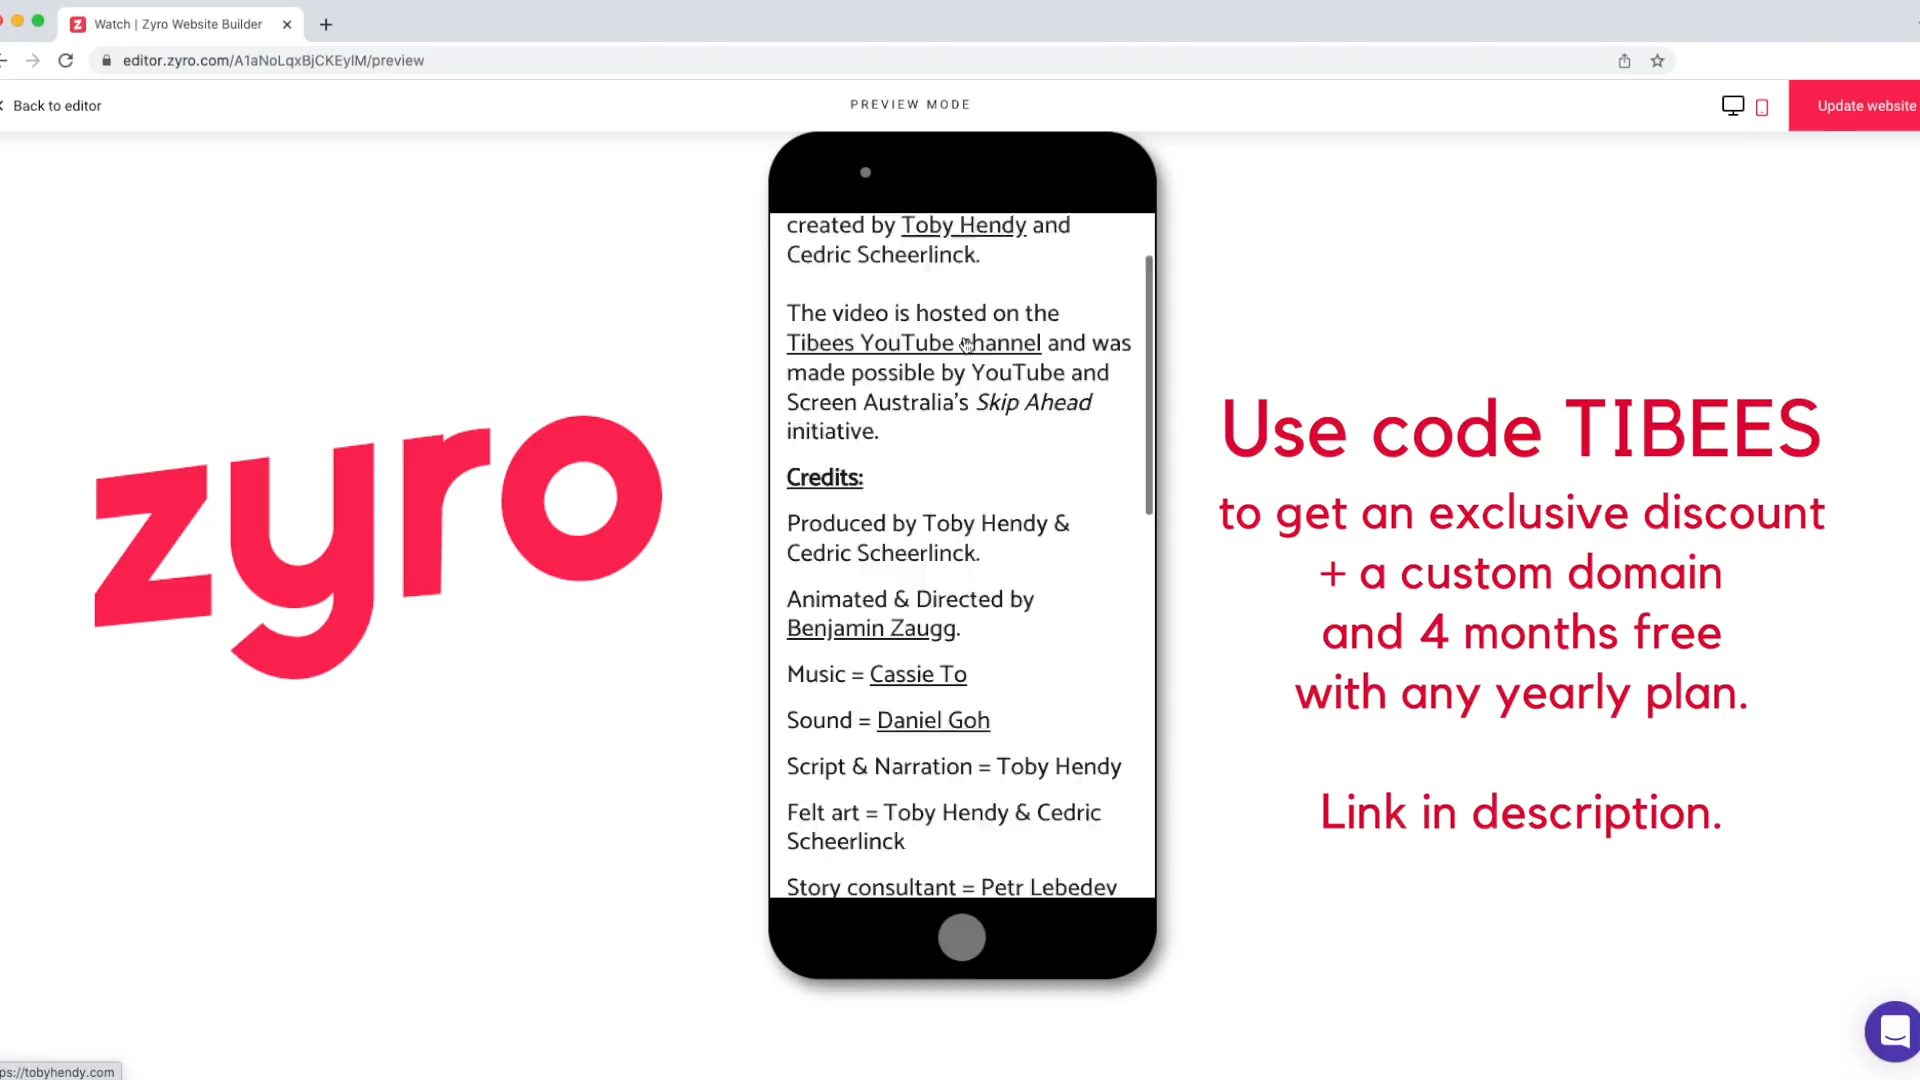 Watch | Zyro Website Builder
editor.zyro.com/A1aNoLqxBjCKEylM/preview
Back to editor
PREVIEW MODE
Update website
created by Toby Hendy and
Cedric Scheerlinck.
The video is hosted on the
Tibees YouTube channel and was
made possible by YouTube and
Screen Australia's Skip Ahead
initiative.
Credits:
Produced by Toby Hendy &
Cedric Scheerlinck.
Animated & Directed by
Benjamin Zaugg.
Music = Cassie To
Sound = Daniel Goh
Script & Narration = Toby Hendy
Felt art = Toby Hendy & Cedric
Scheerlinck
Story consultant = Petr Lebedev
zyro
Use code TIBEES
to get an exclusive discount
+ a custom domain
and 4 months free
with any yearly plan.
Link in description.
ps://tobyhendy.com